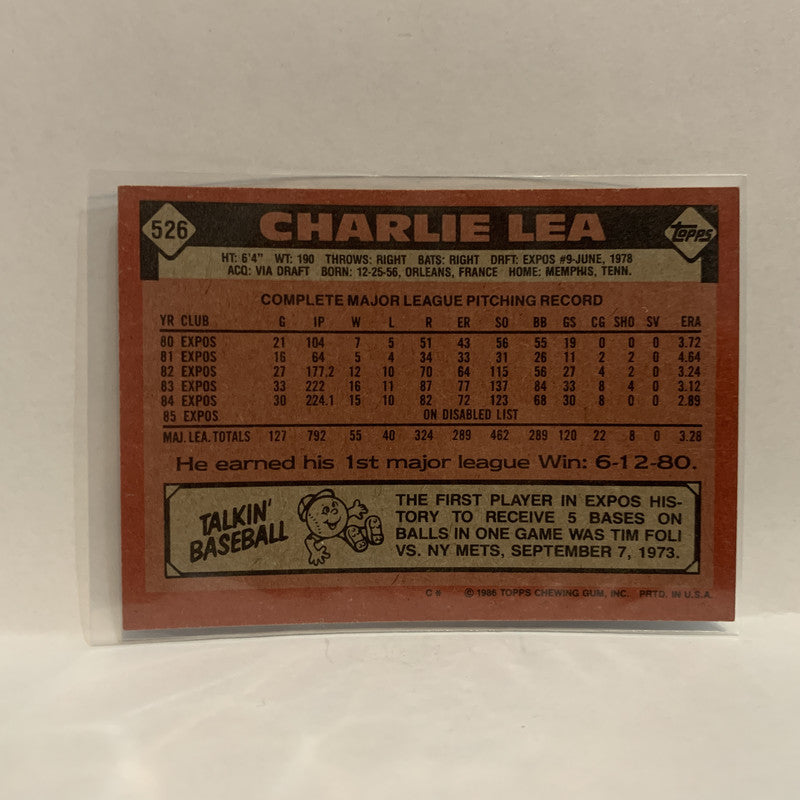 526 CHARLIE LEA topps
HT: 6'4" WT: 190 THROWS: RIGHT BATS: RIGHT DRFT: EXPOS #9-JUNE, 1978
ACQ: VIA DRAFT BORN: 12-25-56, ORLEANS, FRANCE HOME: MEMPHIS, TENN.
COMPLETE MAJOR LEAGUE PITCHING RECORD
YR CLUB G IP W L R ER SO BB GS CG SHO SV ERA
80 EXPOS 21 104 7 5 51 43 56 55 19 0 0 0 3.72
81 EXPOS 16 64 5 4 34 33 31 26 11 2 2 0 4.64
82 EXPOS 27 177.2 12 10 70 64 115 56 27 4 2 0 3.24
83 EXPOS 33 222 16 11 87 77 137 84 33 8 4 0 3.12
84 EXPOS 30 224.1 15 10 82 72 123 68 30 8 0 0 2.89
85 EXPOS ON DISABLED LIST
MAJ. LEA. TOTALS 127 792 55 40 324 289 462 289 120 22 8 0 3.28
He earned his 1st major league Win: 6-12-80.
TALKIN'
BASEBALL
THE FIRST PLAYER IN EXPOS HIS-
TORY TO RECEIVE 5 BASES ON
BALLS IN ONE GAME WAS TIM FOLI
VS. NY METS, SEPTEMBER 7, 1973.
C* © 1986 TOPPS CHEWING GUM, INC. PRTD. IN U.S.A.